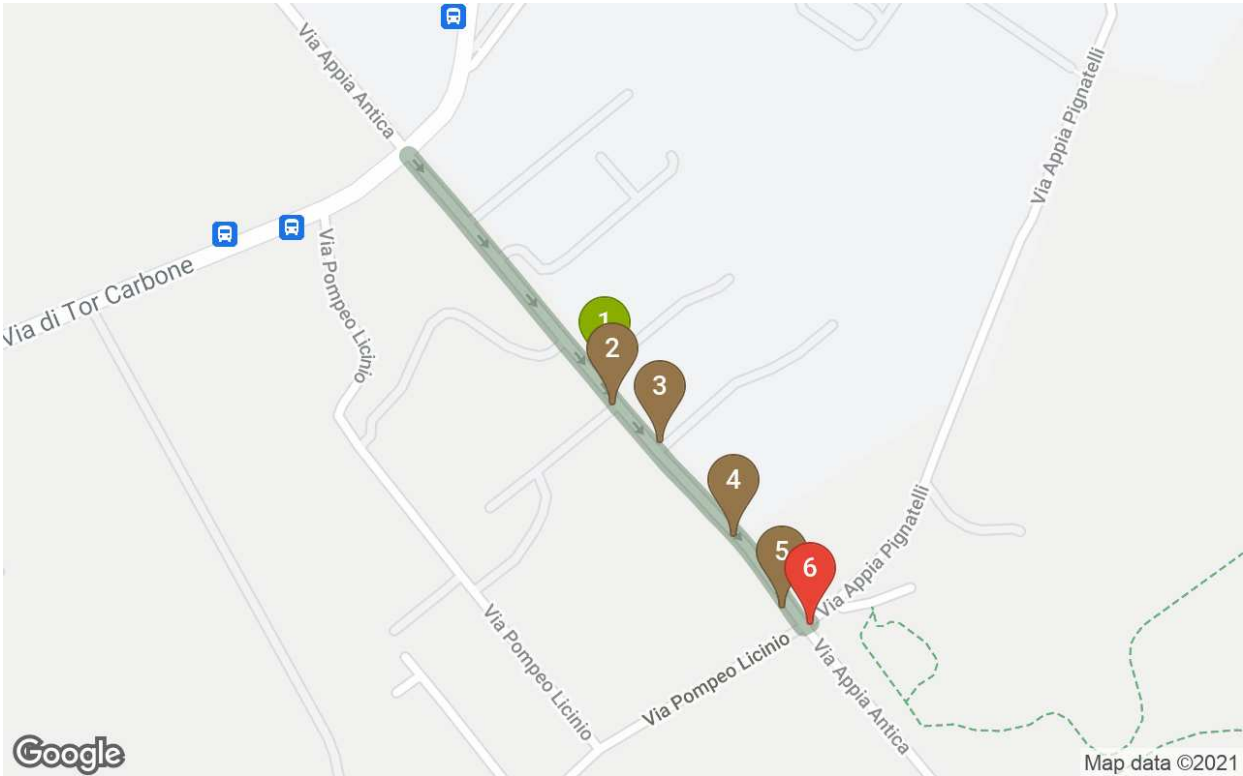 Via Appia Antica
Via Appia Pignatelli
Via di Tor Carbone
Via Pompeo Licinio
1
2
3
4
5
6
Via Appia Pignatelli
Via Pompeo Licinio
Via Pompeo Licinio
Via Appia Antica
Google
Map data ©2021